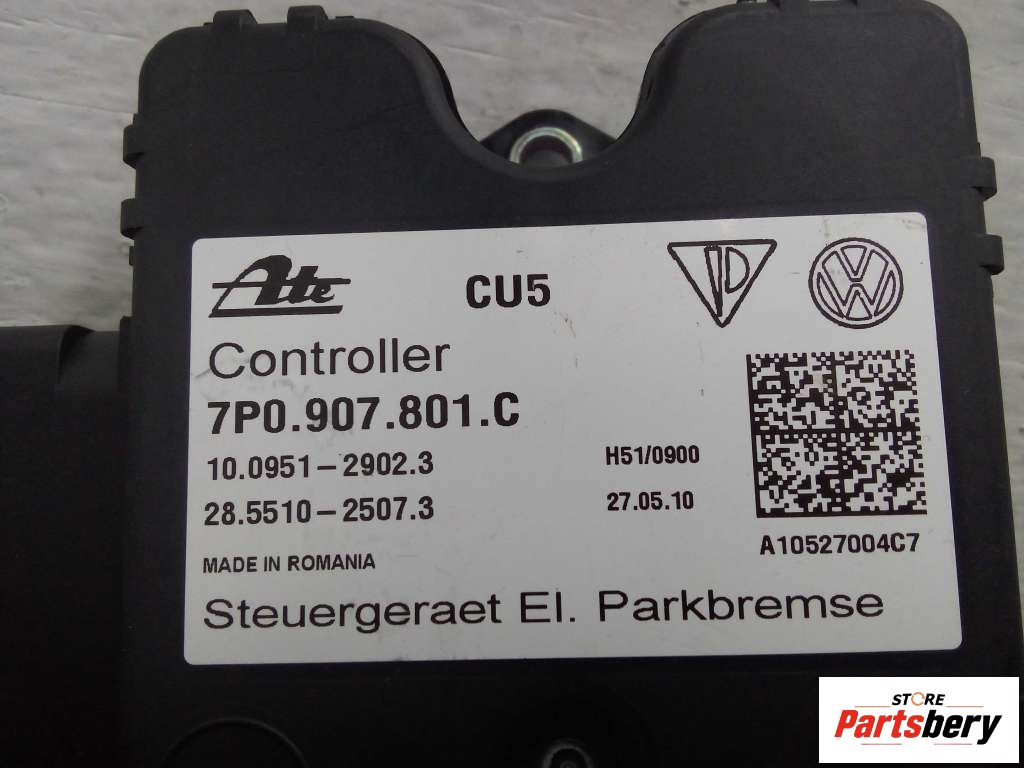 Ate
CU5
Controller
7P0.907.801.C
10.0951-2902.3
H51/0900
28.5510-2507.3
27.05.10
A10527004C7
MADE IN ROMANIA
Steuergeraet El. Parkbremse
STORE
Partsbery